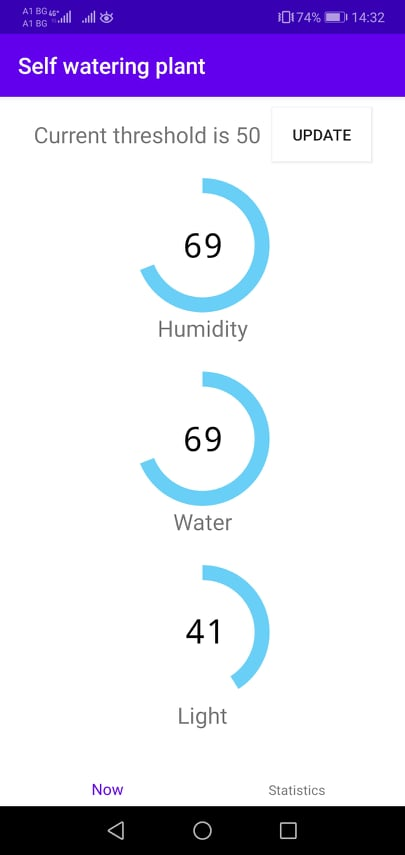 A1 BG 4G+ 74% 14:32
A1 BG
Self watering plant
Current threshold is 50 UPDATE
69
Humidity
69
Water
41
Light
Now Statistics